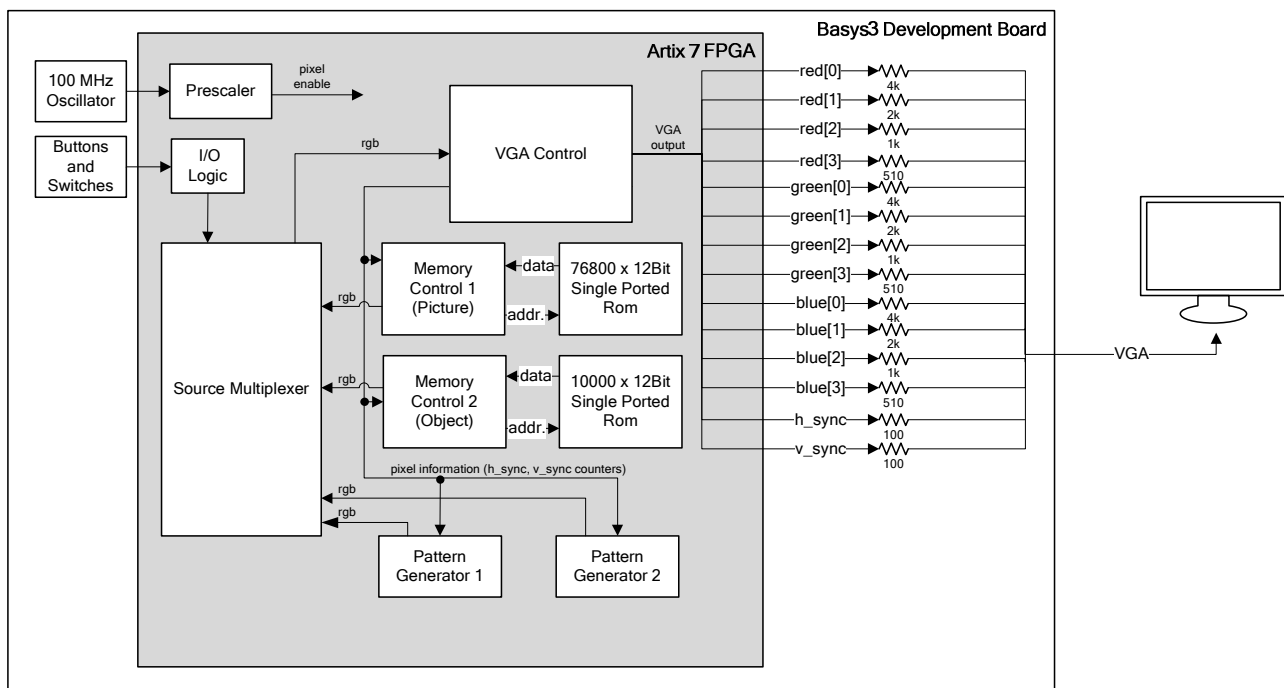 Basys3 Development Board
Artix 7 FPGA
100 MHz
Oscillator
Prescaler
pixel
enable
Buttons
and
Switches
I/O
Logic
rgb
VGA Control
VGA
output
Source Multiplexer
rgb
Memory
Control 1
(Picture)
data
addr.
76800 x 12Bit
Single Ported
Rom
rgb
Memory
Control 2
(Object)
data
addr.
10000 x 12Bit
Single Ported
Rom
pixel information (h_sync, v_sync counters)
rgb
rgb
Pattern
Generator 1
Pattern
Generator 2
red[0]
4k
red[1]
2k
red[2]
1k
red[3]
510
green[0]
4k
green[1]
2k
green[2]
1k
green[3]
510
blue[0]
4k
blue[1]
2k
blue[2]
1k
blue[3]
510
h_sync
100
v_sync
100
VGA